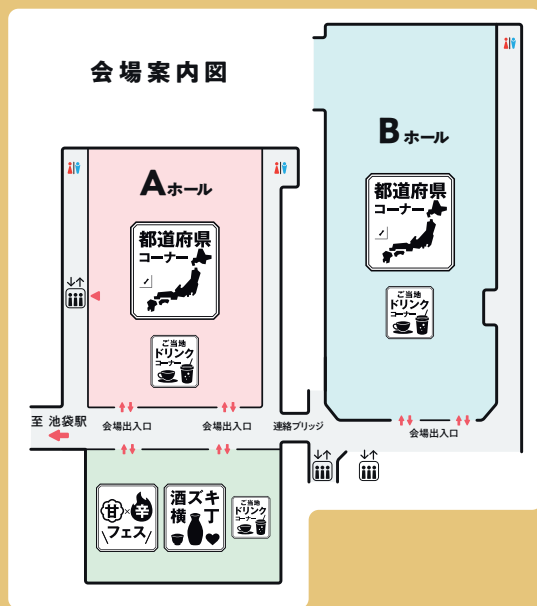 会場案内図
Aホール
都道府県
コーナー
ご当地
ドリンク
コーナー
Bホール
都道府県
コーナー
ご当地
ドリンク
コーナー
至 池袋駅
会場出入口
会場出入口
連絡ブリッジ
会場出入口
甘×辛
フェス
酒ズキ
横丁
ご当地
ドリンク
コーナー